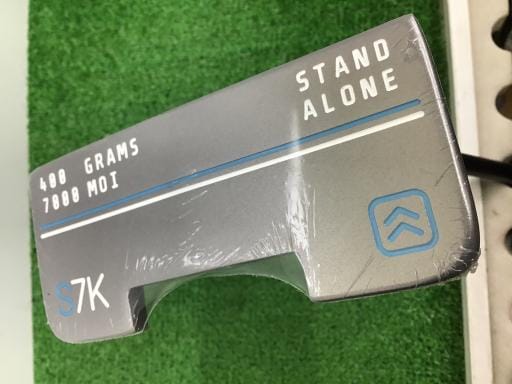 400 GRAMS
7000 MOI
STAND
ALONE
S7K